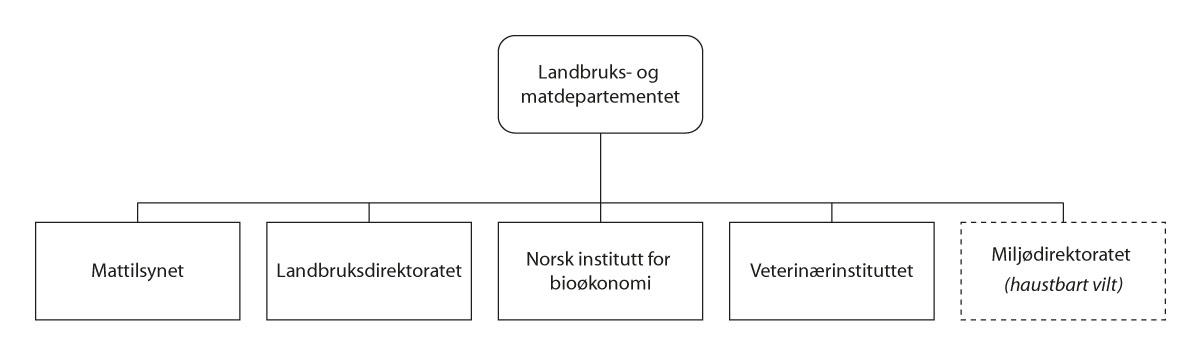 Landbruks- og
matdepartementet
Mattilsynet
Landbruksdirektoratet
Norsk institutt for
bioøkonomi
Veterinærinstituttet
Miljødirektoratet
(haustbart vilt)